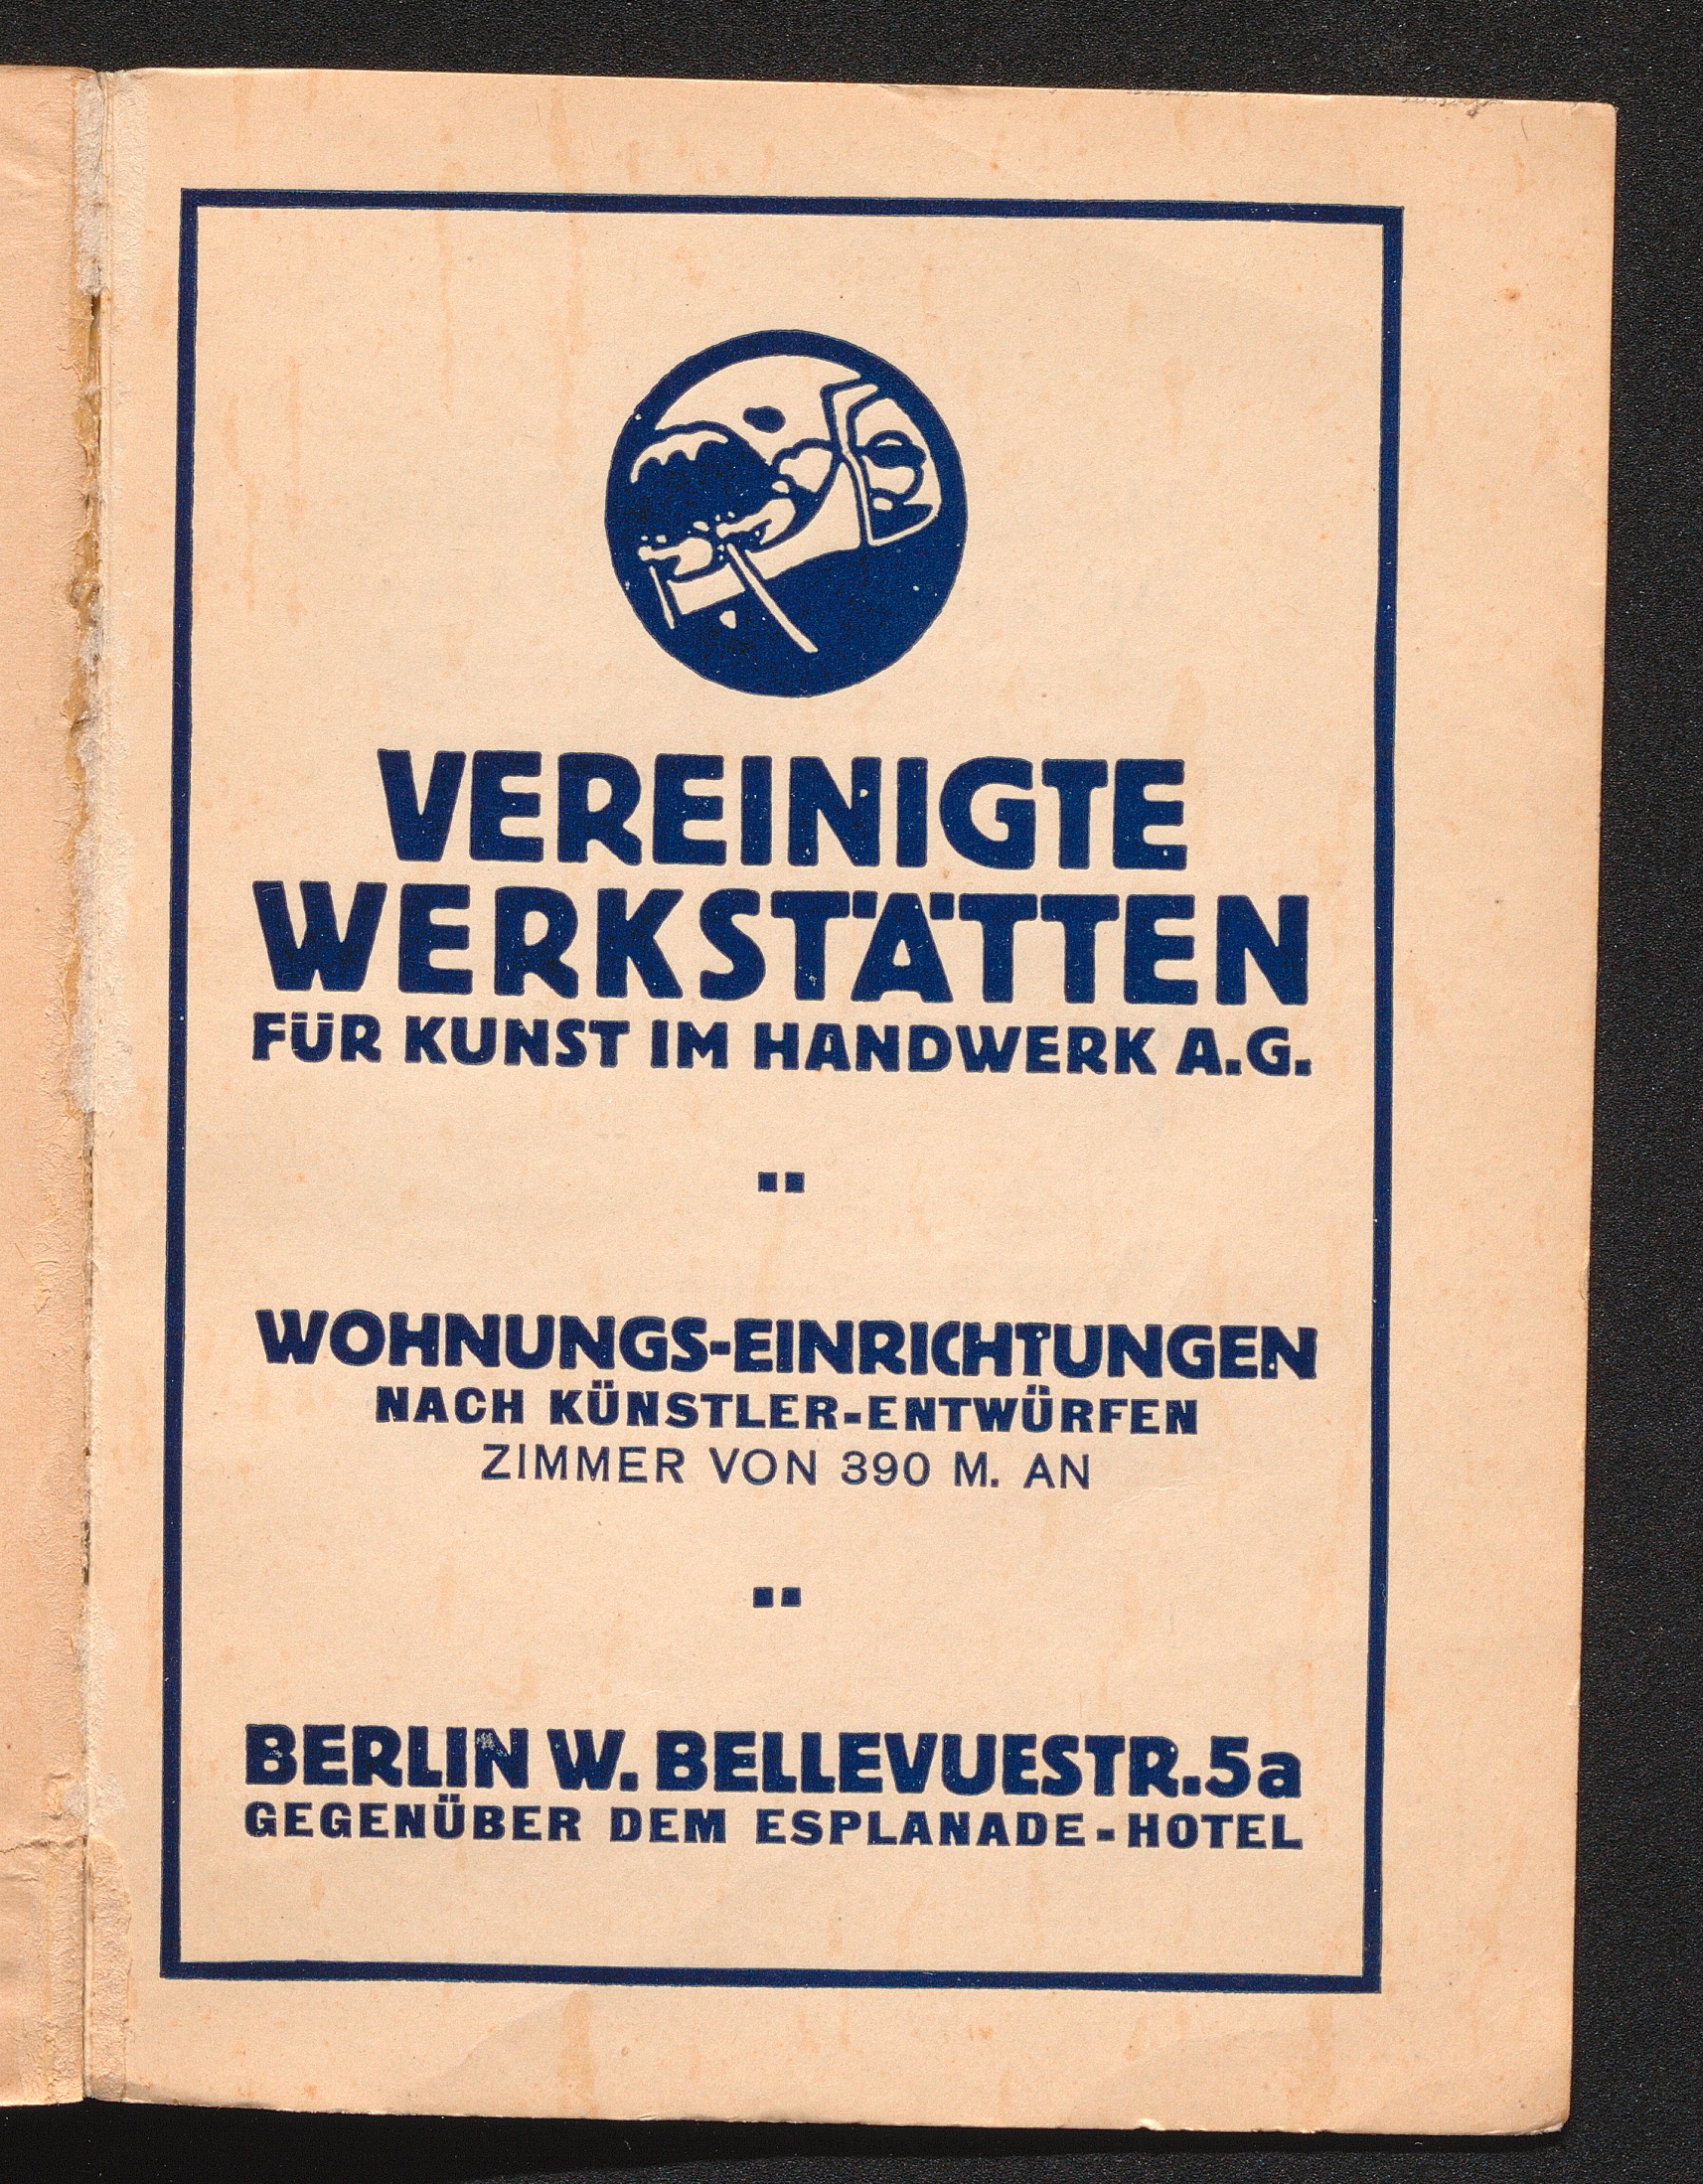 VEREINIGTE
WERKSTÄTTEN
FÜR KUNST IM HANDWERK A.G.
WOHNUNGS-EINRICHTUNGEN
NACH KÜNSTLER-ENTWÜRFEN
ZIMMER VON 390 M. AN
BERLIN W. BELLEVUESTR. 5a
GEGENÜBER DEM ESPLANADE-HOTEL